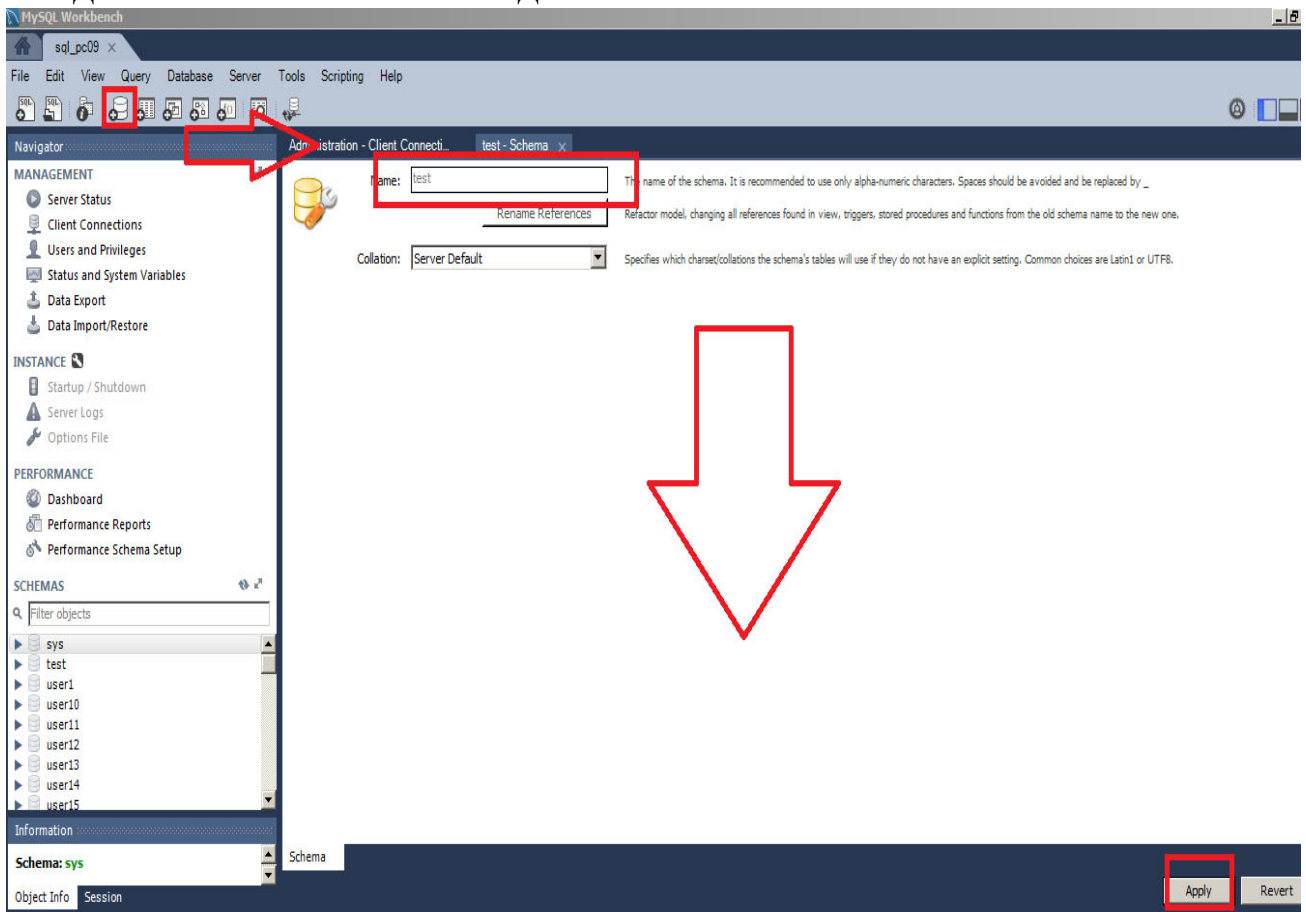 MySQL Workbench
sql_pc09
File Edit View Query Database Server Tools Scripting Help
Navigator
Administration - Client Connecti... test - Schema
MANAGEMENT
Server Status
Client Connections
Users and Privileges
Status and System Variables
Data Export
Data Import/Restore
INSTANCE
Startup / Shutdown
Server Logs
Options File
PERFORMANCE
Dashboard
Performance Reports
Performance Schema Setup
SCHEMAS
Filter objects
sys
test
user1
user10
user11
user12
user13
user14
user15
Information
Schema: sys
Object Info Session
Name: test The name of the schema. It is recommended to use only alpha-numeric characters. Spaces should be avoided and be replaced by _
Rename References Refactor model, changing all references found in view, triggers, stored procedures and functions from the old schema name to the new one.
Collation: Server Default Specifies which charset/collations the schema's tables will use if they do not have an explicit setting. Common choices are Latin1 or UTF8.
Schema
Apply Revert